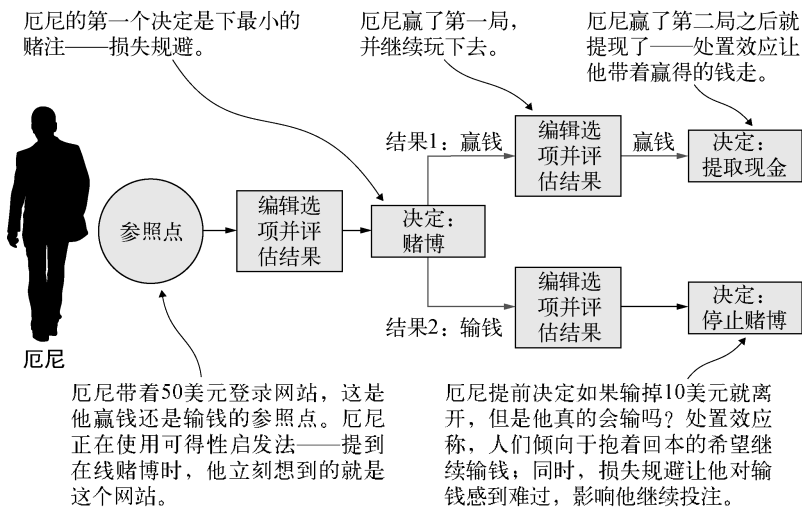 厄尼的第一个决定是下最小的
赌注——损失规避。
厄尼赢了第一局，
并继续玩下去。
厄尼赢了第二局之后就
提现了——处置效应让
他带着赢得的钱走。
参照点
编辑选
项并评
估结果
决定：
赌博
结果1：赢钱
编辑选
项并评
估结果
赢钱
决定：
提取现金
结果2：输钱
编辑选
项并评
估结果
决定：
停止赌博
厄尼
厄尼带着50美元登录网站，这是
他赢钱还是输钱的参照点。厄尼
正在使用可得性启发法——提到
在线赌博时，他立刻想到的就是
这个网站。
厄尼提前决定如果输掉10美元就离
开，但是他真的会输吗？处置效应
称，人们倾向于抱着回本的希望继
续输钱；同时，损失规避让他对输
钱感到难过，影响他继续投注。